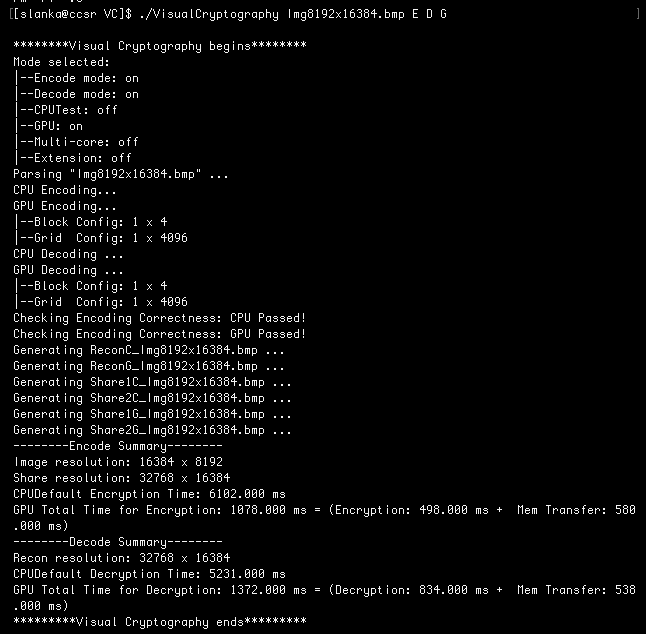 [[slanka@ccsr VC]$ ./VisualCryptography Img8192x16384.bmp E D G ]
********Visual Cryptography begins********
Mode selected:
|--Encode mode: on
|--Decode mode: on
|--CPUTest: off
|--GPU: on
|--Multi-core: off
|--Extension: off
Parsing "Img8192x16384.bmp" ...
CPU Encoding...
GPU Encoding...
|--Block Config: 1 x 4
|--Grid  Config: 1 x 4096
CPU Decoding ...
GPU Decoding ...
|--Block Config: 1 x 4
|--Grid  Config: 1 x 4096
Checking Encoding Correctness: CPU Passed!
Checking Encoding Correctness: GPU Passed!
Generating ReconC_Img8192x16384.bmp ...
Generating ReconG_Img8192x16384.bmp ...
Generating Share1C_Img8192x16384.bmp ...
Generating Share2C_Img8192x16384.bmp ...
Generating Share1G_Img8192x16384.bmp ...
Generating Share2G_Img8192x16384.bmp ...
--------Encode Summary--------
Image resolution: 16384 x 8192
Share resolution: 32768 x 16384
CPUDefault Encryption Time: 6102.000 ms
GPU Total Time for Encryption: 1078.000 ms = (Encryption: 498.000 ms +  Mem Transfer: 580
.000 ms)
--------Decode Summary--------
Recon resolution: 32768 x 16384
CPUDefault Decryption Time: 5231.000 ms
GPU Total Time for Decryption: 1372.000 ms = (Decryption: 834.000 ms +  Mem Transfer: 538
.000 ms)
*********Visual Cryptography ends*********